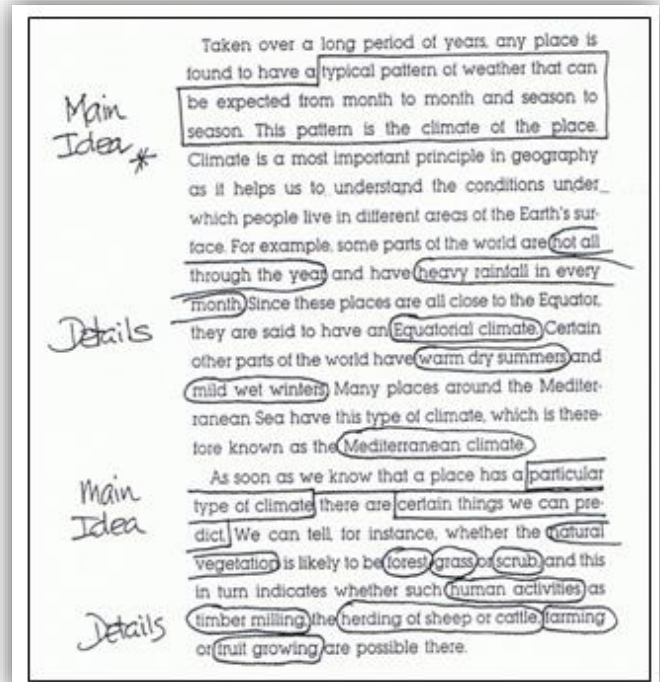 Taken over a long period of years, any place is
found to have a typical pattern of weather that can
be expected from month to month and season to
season. This pattern is the climate of the place.
Climate is a most important principle in geography
as it helps us to understand the conditions under
which people live in different areas of the Earth's sur-
face. For example, some parts of the world are hot all
through the year and have heavy rainfall in every
month. Since these places are all close to the Equator,
they are said to have an Equatorial climate. Certain
other parts of the world have warm dry summers and
mild wet winters. Many places around the Mediter-
ranean Sea have this type of climate, which is there-
fore known as the Mediterranean climate.
As soon as we know that a place has a particular
type of climate there are certain things we can pre-
dict. We can tell, for instance, whether the natural
vegetation is likely to be forest, grass or scrub, and this
in turn indicates whether such human activities as
timber milling, the herding of sheep or cattle, farming
or fruit growing are possible there.
Main
Idea *
Details
Main
Idea
Details